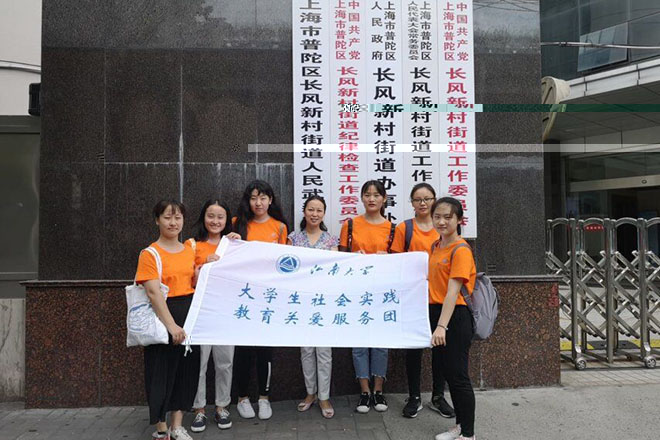 中国共产党
上海市普陀区
长风新村街道工作委员会
上海市普陀区
人民代表大会常务委员会
长风新村街道工作
上海市普陀区
人民政府
长风新村街道办事处
中国共产党
上海市普陀区
长风新村街道纪律检查工作委员会
上海市普陀区长风新村街道人民武
江南大学
大学生社会实践
教育关爱服务团